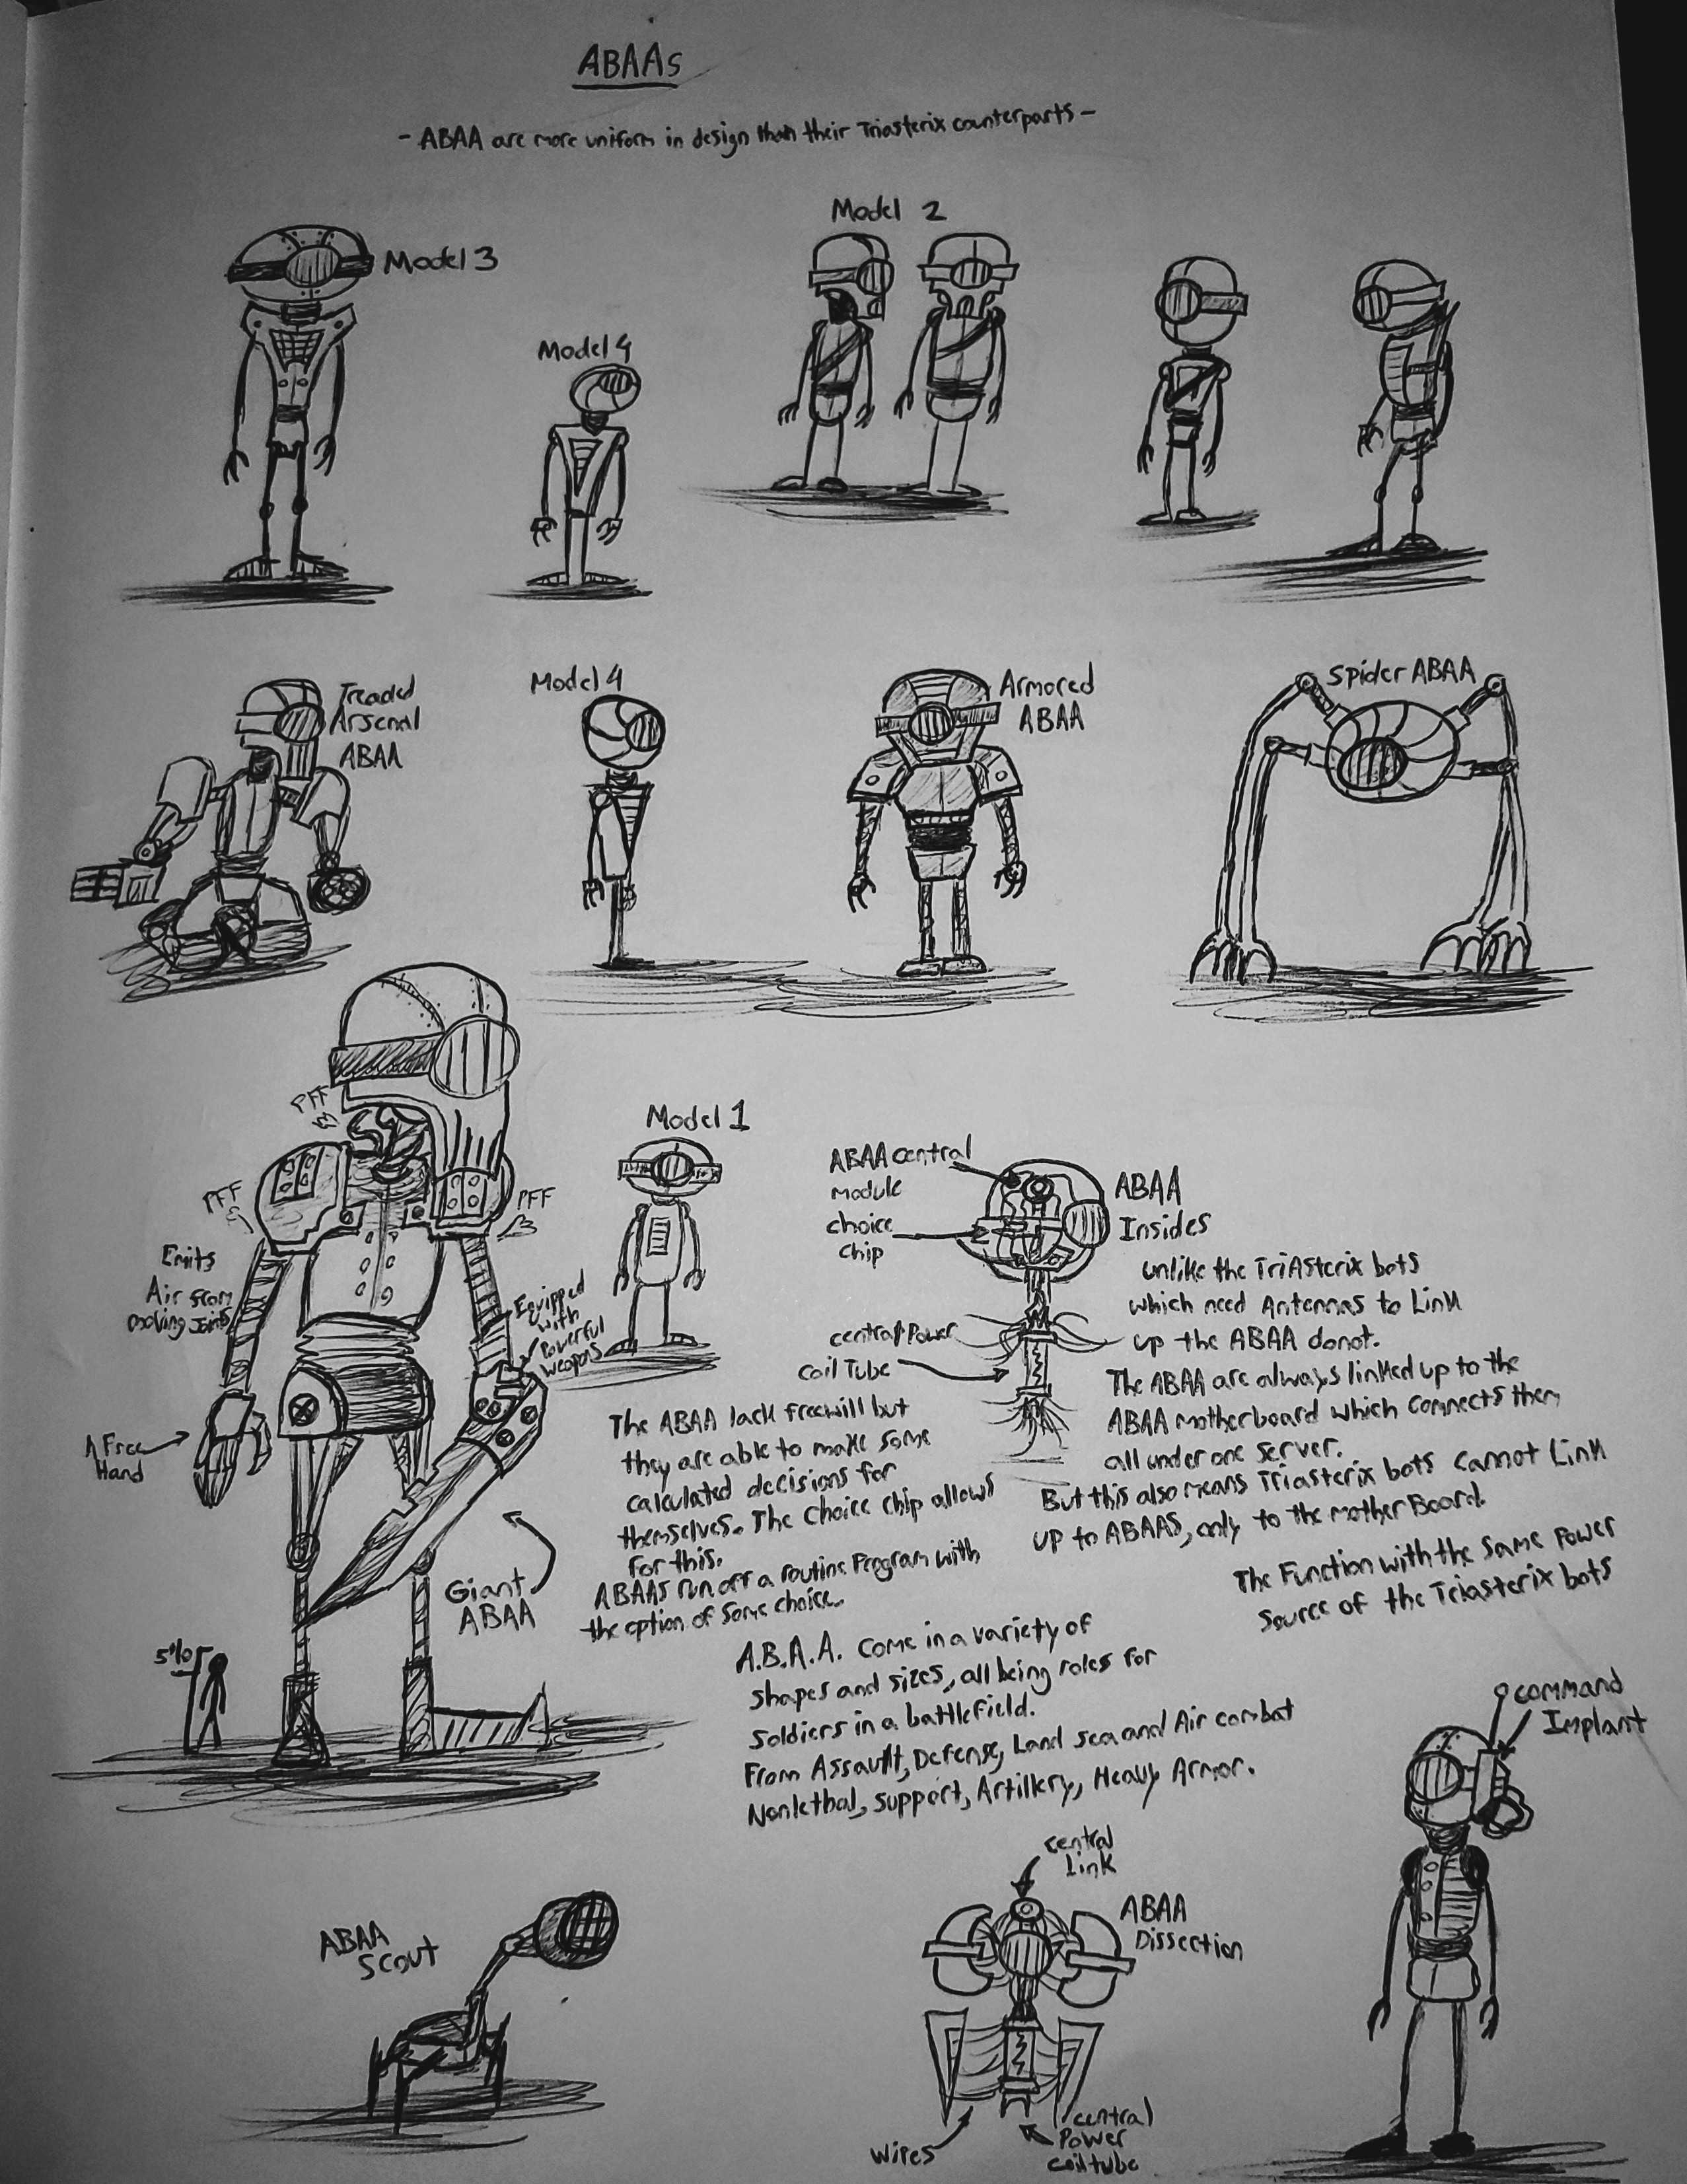 ABAAs
- ABAA are more uniform in design than their Triasterix counterparts -
Model 3
Model 4
Model 2
Treaded
Arsenal
ABAA
Model 4
Armored
ABAA
Spider ABAA
PFF
PFF
PFF
Emits
Air from
moving joints
Equipped
with
Powerful
weapons
A Free
Hand
Giant
ABAA
5'10
Model 1
ABAA central
module
choice
chip
central Power
coil Tube
ABAA
Insides
unlike the TriAsterix bots
which need Antennas to Link
up the ABAA donot.
The ABAA are always linked up to the
ABAA motherboard which connects them
all under one server.
But this also means Triasterix bots cannot Link
up to ABAAS, only to the mother Board.
The Function with the same power
source of the Triasterix bots
The ABAA lack freewill but
they are able to make some
calculated decisions for
themselves. The choice chip allows
for this.
ABAAs run off a routine Program with
the option of some choice.
A.B.A.A. come in a variety of
shapes and sizes, all being roles for
soldiers in a battlefield.
From Assault, Defense, Land sea and Air combat
Nonlethal, support, Artillery, Heavy Armor.
command
Implant
ABAA
scout
central
Link
ABAA
Dissection
wires
central
Power
coil tube